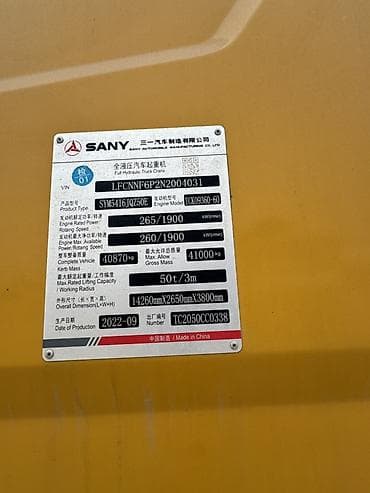 SANY 三一汽车制造有限公司
SANY AUTOMOBILE MANUFACTURING CO., LTD.
检
01
全液压汽车起重机
Full Hydraulic Truck Crane
VIN LFCNNF6P2N2004031
产品型号 SYM5416JQZ50E 发动机型号
Product Type Engine Model
发动机额定功率/转速 265/1900 kW/(r/min)
Engine Rated Power/
Rotating Speed
发动机最大净功率/转速 260/1900 kW/(r/min)
Engine Max. Available
Power/Rotating Speed
整车整备质量 40870kg 最大允许总质量 41000kg
Complete Vehicle Max. Allow.
Kerb Mass Gross Mass
最大额定起重量/工作幅度 50t/3m
Max.Rated Lifting Capacity
/ Working Radius
外形尺寸(长×宽×高) 14260mmX2650mmX3800mm
Overall Dimension(L×W×H)
生产日期 2022-09 出厂编号 TC2050CC0338
Date of Production Serial Number
中国制造 / Made in China